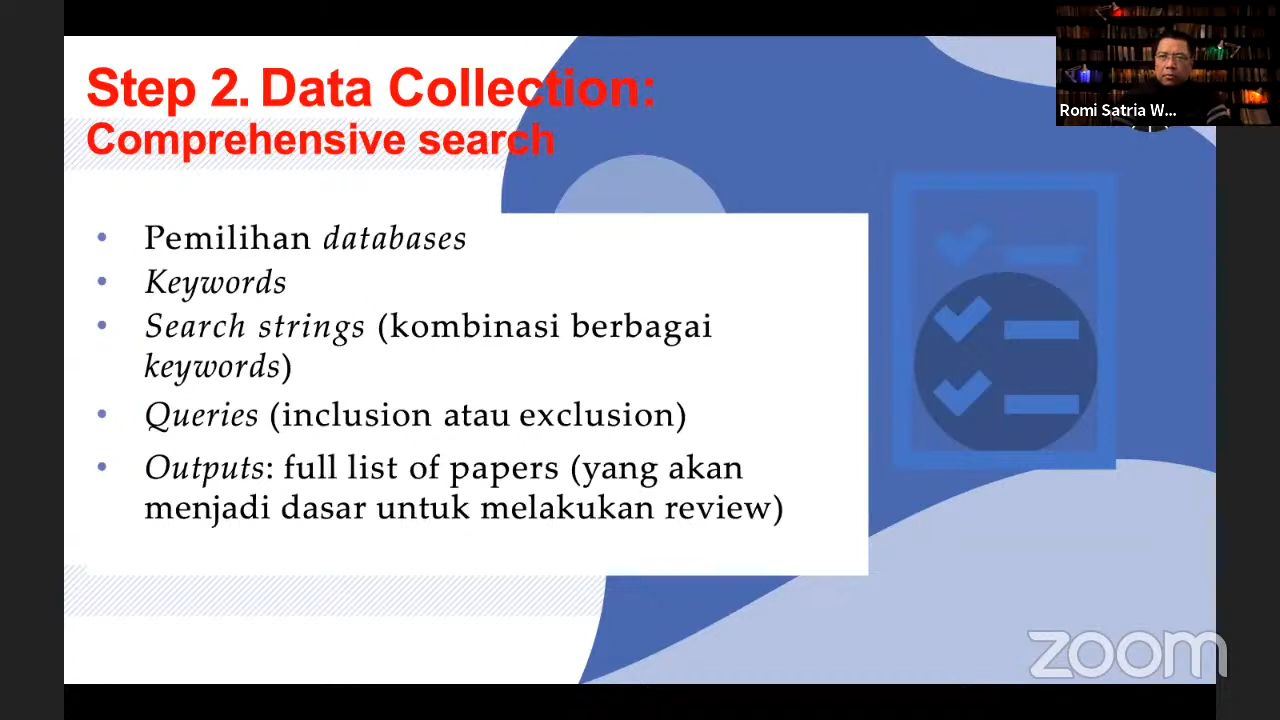 Step 2. Data Collection:
Comprehensive search
Romi Satria W...
• Pemilihan databases
• Keywords
• Search strings (kombinasi berbagai
keywords)
• Queries (inclusion atau exclusion)
• Outputs: full list of papers (yang akan
menjadi dasar untuk melakukan review)
zoom